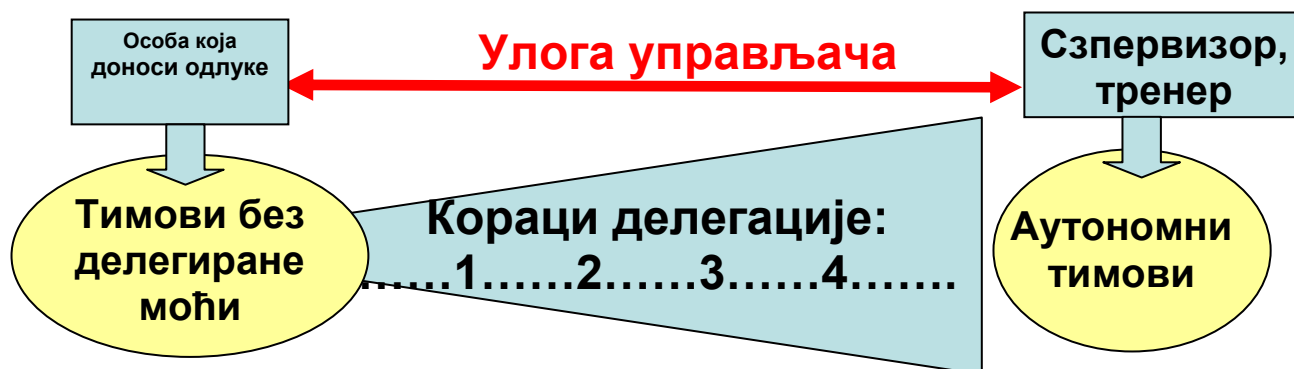 Особа која
доноси одлуке
Улога управљача
Сзпервизор,
тренер
Тимови без
делегиране
моћи
Кораци делегације:
......1......2......3......4.......
Аутономни
тимови